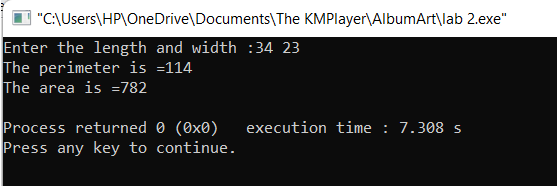 "C:\Users\HP\OneDrive\Documents\The KMPlayer\AlbumArt\lab 2.exe"
Enter the length and width :34 23
The perimeter is =114
The area is =782
Process returned 0 (0x0)   execution time : 7.308 s
Press any key to continue.